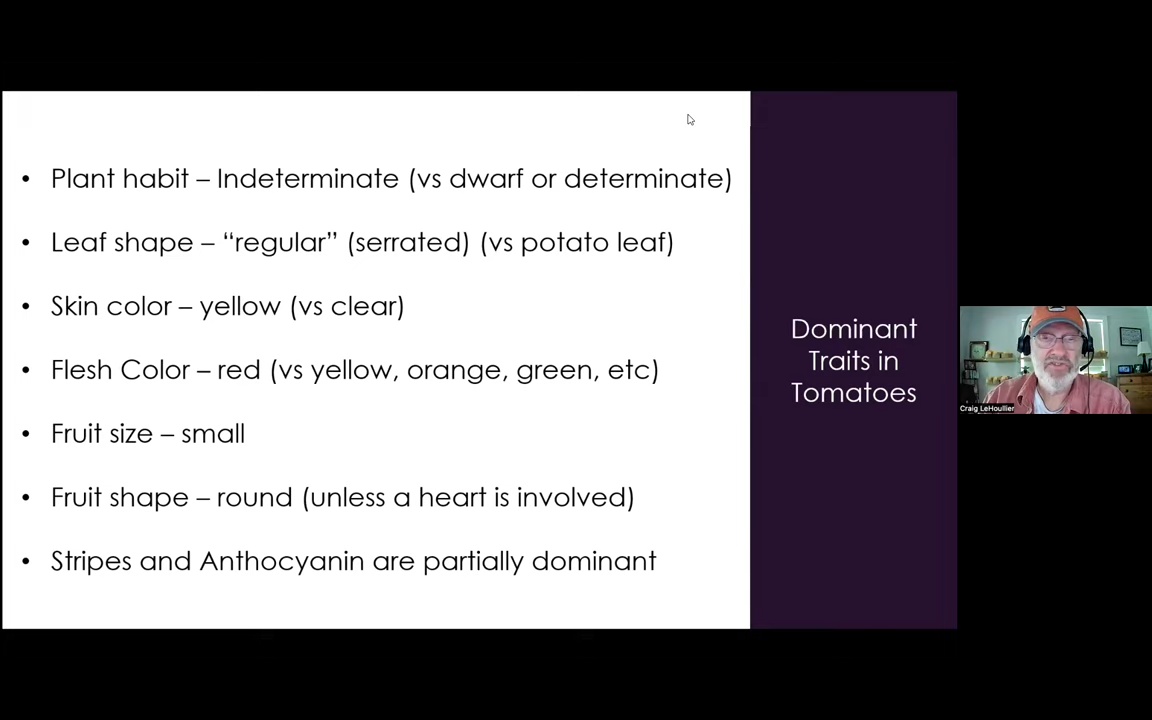 • Plant habit – Indeterminate (vs dwarf or determinate)
• Leaf shape – “regular” (serrated) (vs potato leaf)
• Skin color – yellow (vs clear)
• Flesh Color – red (vs yellow, orange, green, etc)
• Fruit size – small
• Fruit shape – round (unless a heart is involved)
• Stripes and Anthocyanin are partially dominant
Dominant
Traits in
Tomatoes
Craig LeHoullier